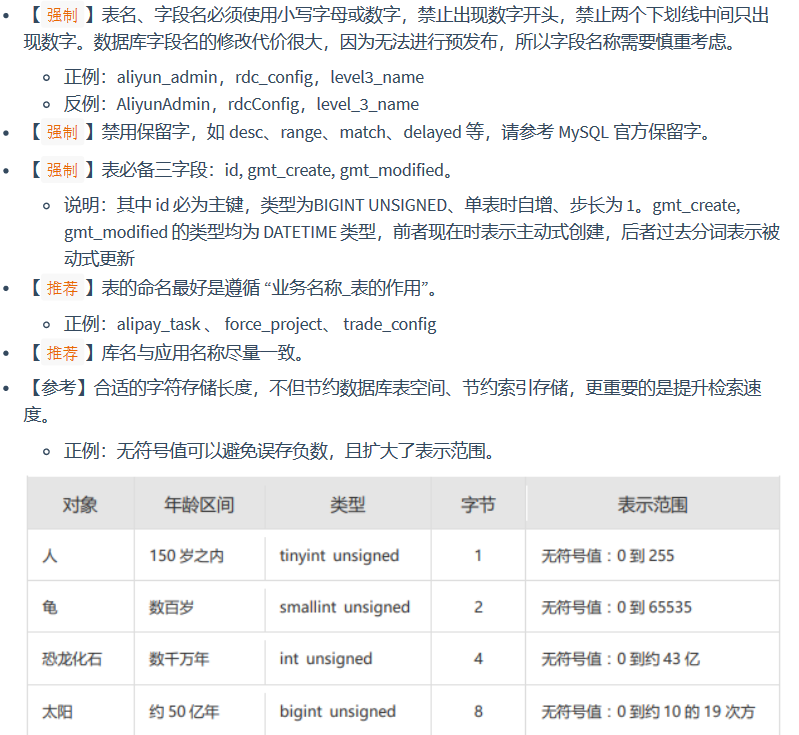 【 强制 】表名、字段名必须使用小写字母或数字，禁止出现数字开头，禁止两个下划线中间只出
现数字。数据库字段名的修改代价很大，因为无法进行预发布，所以字段名称需要慎重考虑。
正例：aliyun_admin，rdc_config，level3_name
反例：AliyunAdmin，rdcConfig，level_3_name
【 强制 】禁用保留字，如 desc、range、match、delayed 等，请参考 MySQL 官方保留字。
【 强制 】表必备三字段：id, gmt_create, gmt_modified。
说明：其中 id 必为主键，类型为BIGINT UNSIGNED、单表时自增、步长为 1。gmt_create,
gmt_modified 的类型均为 DATETIME 类型，前者现在时表示主动式创建，后者过去分词表示被
动式更新
【 推荐 】表的命名最好是遵循 “业务名称_表的作用”。
正例：alipay_task 、 force_project、 trade_config
【 推荐 】库名与应用名称尽量一致。
【参考】合适的字符存储长度，不但节约数据库表空间、节约索引存储，更重要的是提升检索速
度。
正例：无符号值可以避免误存负数，且扩大了表示范围。
对象 年龄区间 类型 字节 表示范围
人 150 岁之内 tinyint unsigned 1 无符号值：0 到 255
龟 数百岁 smallint unsigned 2 无符号值：0 到 65535
恐龙化石 数千万年 int unsigned 4 无符号值：0 到约 43 亿
太阳 约 50 亿年 bigint unsigned 8 无符号值：0 到约 10 的 19 次方